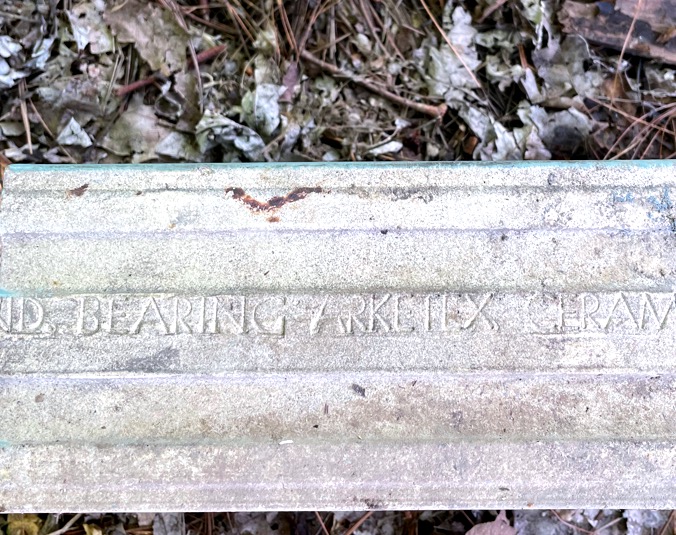 ND. BEARING ARKETEX CERAM